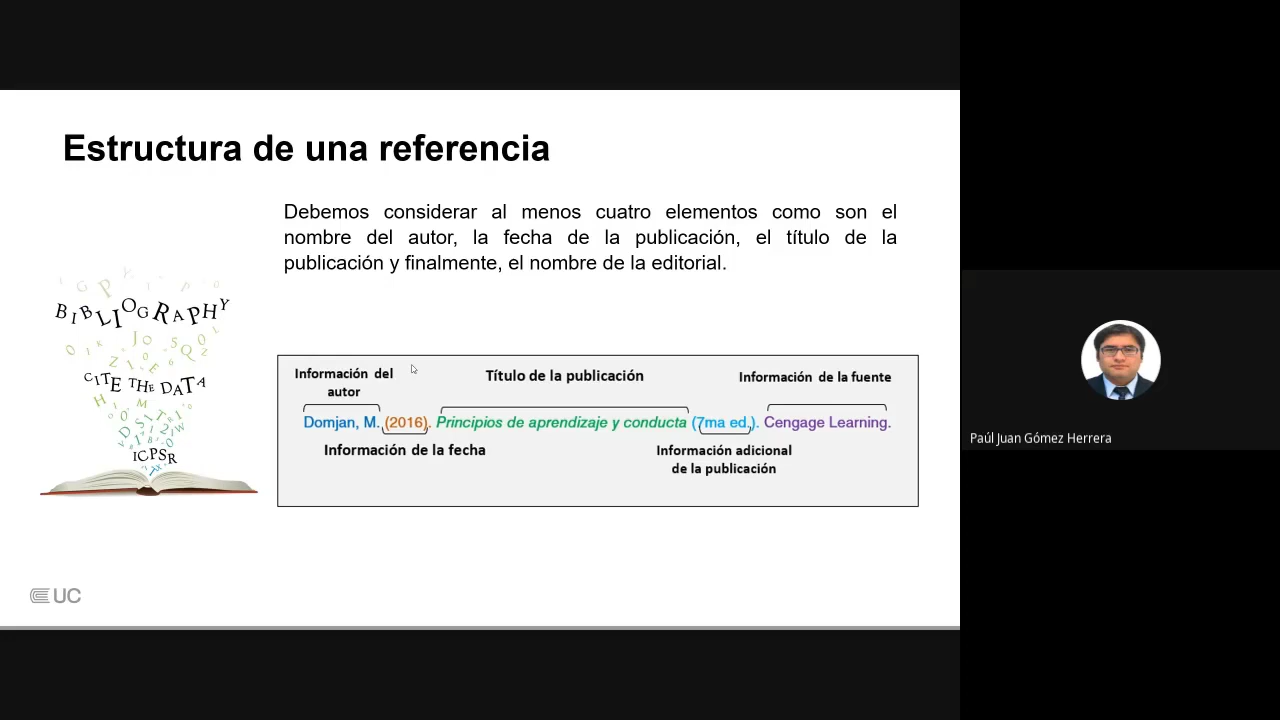 Estructura de una referencia
Debemos considerar al menos cuatro elementos como son el
nombre del autor, la fecha de la publicación, el título de la
publicación y finalmente, el nombre de la editorial.
BIBLIOGRAPHY
CITE THE DATA
ICPSR
Información del
autor
Título de la publicación
Información de la fuente
Domjan, M. (2016). Principios de aprendizaje y conducta (7ma ed.). Cengage Learning.
Información de la fecha
Información adicional
de la publicación
UC
Paúl Juan Gómez Herrera